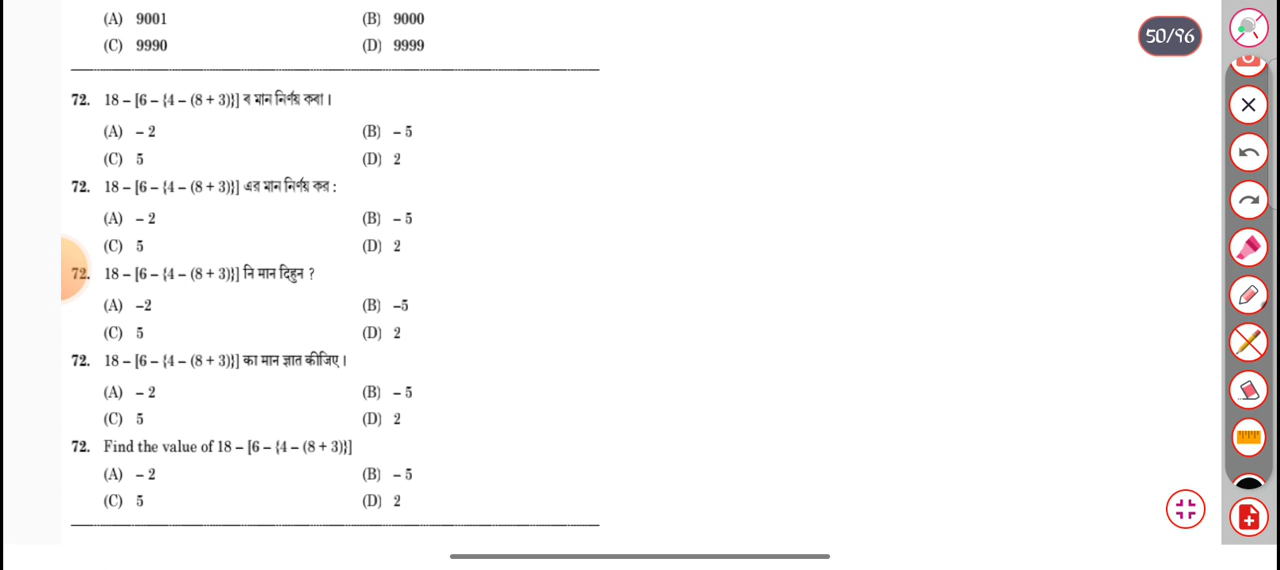 (A) 9001 (B) 9000
(C) 9990 (D) 9999
50/96
72. 18 – [6 – {4 – (8 + 3)}] ৰ মান নিৰ্ণয় কৰা ।
(A) – 2 (B) – 5
(C) 5 (D) 2
72. 18 – [6 – {4 – (8 + 3)}] এর মান নির্ণয় কর :
(A) – 2 (B) – 5
(C) 5 (D) 2
72. 18 – [6 – {4 – (8 + 3)}] नि मान दिहुन ?
(A) –2 (B) –5
(C) 5 (D) 2
72. 18 – [6 – {4 – (8 + 3)}] का मान ज्ञात कीजिए ।
(A) – 2 (B) – 5
(C) 5 (D) 2
72. Find the value of 18 – [6 – {4 – (8 + 3)}]
(A) – 2 (B) – 5
(C) 5 (D) 2